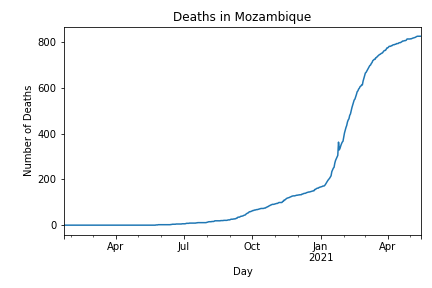 Deaths in Mozambique
800
600
400
200
0
Number of Deaths
Apr
Jul
Oct
Jan
2021
Apr
Day